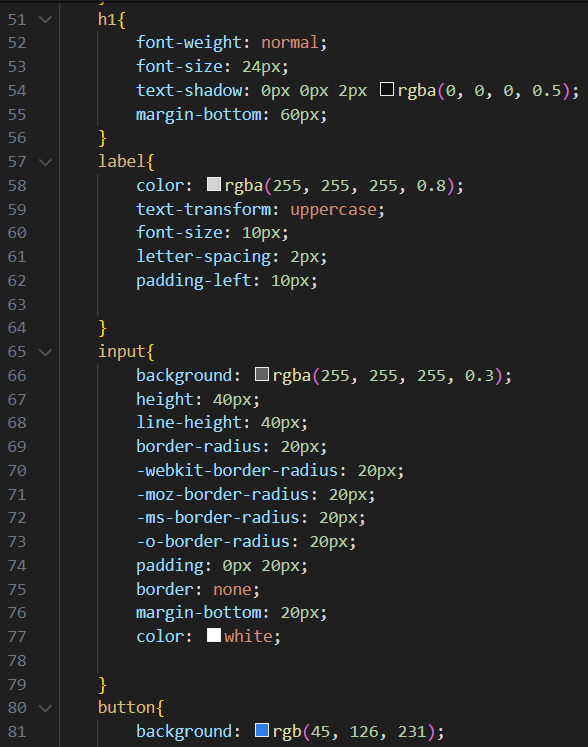 51 h1{
52 font-weight: normal;
53 font-size: 24px;
54 text-shadow: 0px 0px 2px rgba(0, 0, 0, 0.5);
55 margin-bottom: 60px;
56 }
57 label{
58 color: rgba(255, 255, 255, 0.8);
59 text-transform: uppercase;
60 font-size: 10px;
61 letter-spacing: 2px;
62 padding-left: 10px;
63
64 }
65 input{
66 background: rgba(255, 255, 255, 0.3);
67 height: 40px;
68 line-height: 40px;
69 border-radius: 20px;
70 -webkit-border-radius: 20px;
71 -moz-border-radius: 20px;
72 -ms-border-radius: 20px;
73 -o-border-radius: 20px;
74 padding: 0px 20px;
75 border: none;
76 margin-bottom: 20px;
77 color: white;
78
79 }
80 button{
81 background: rgb(45, 126, 231);